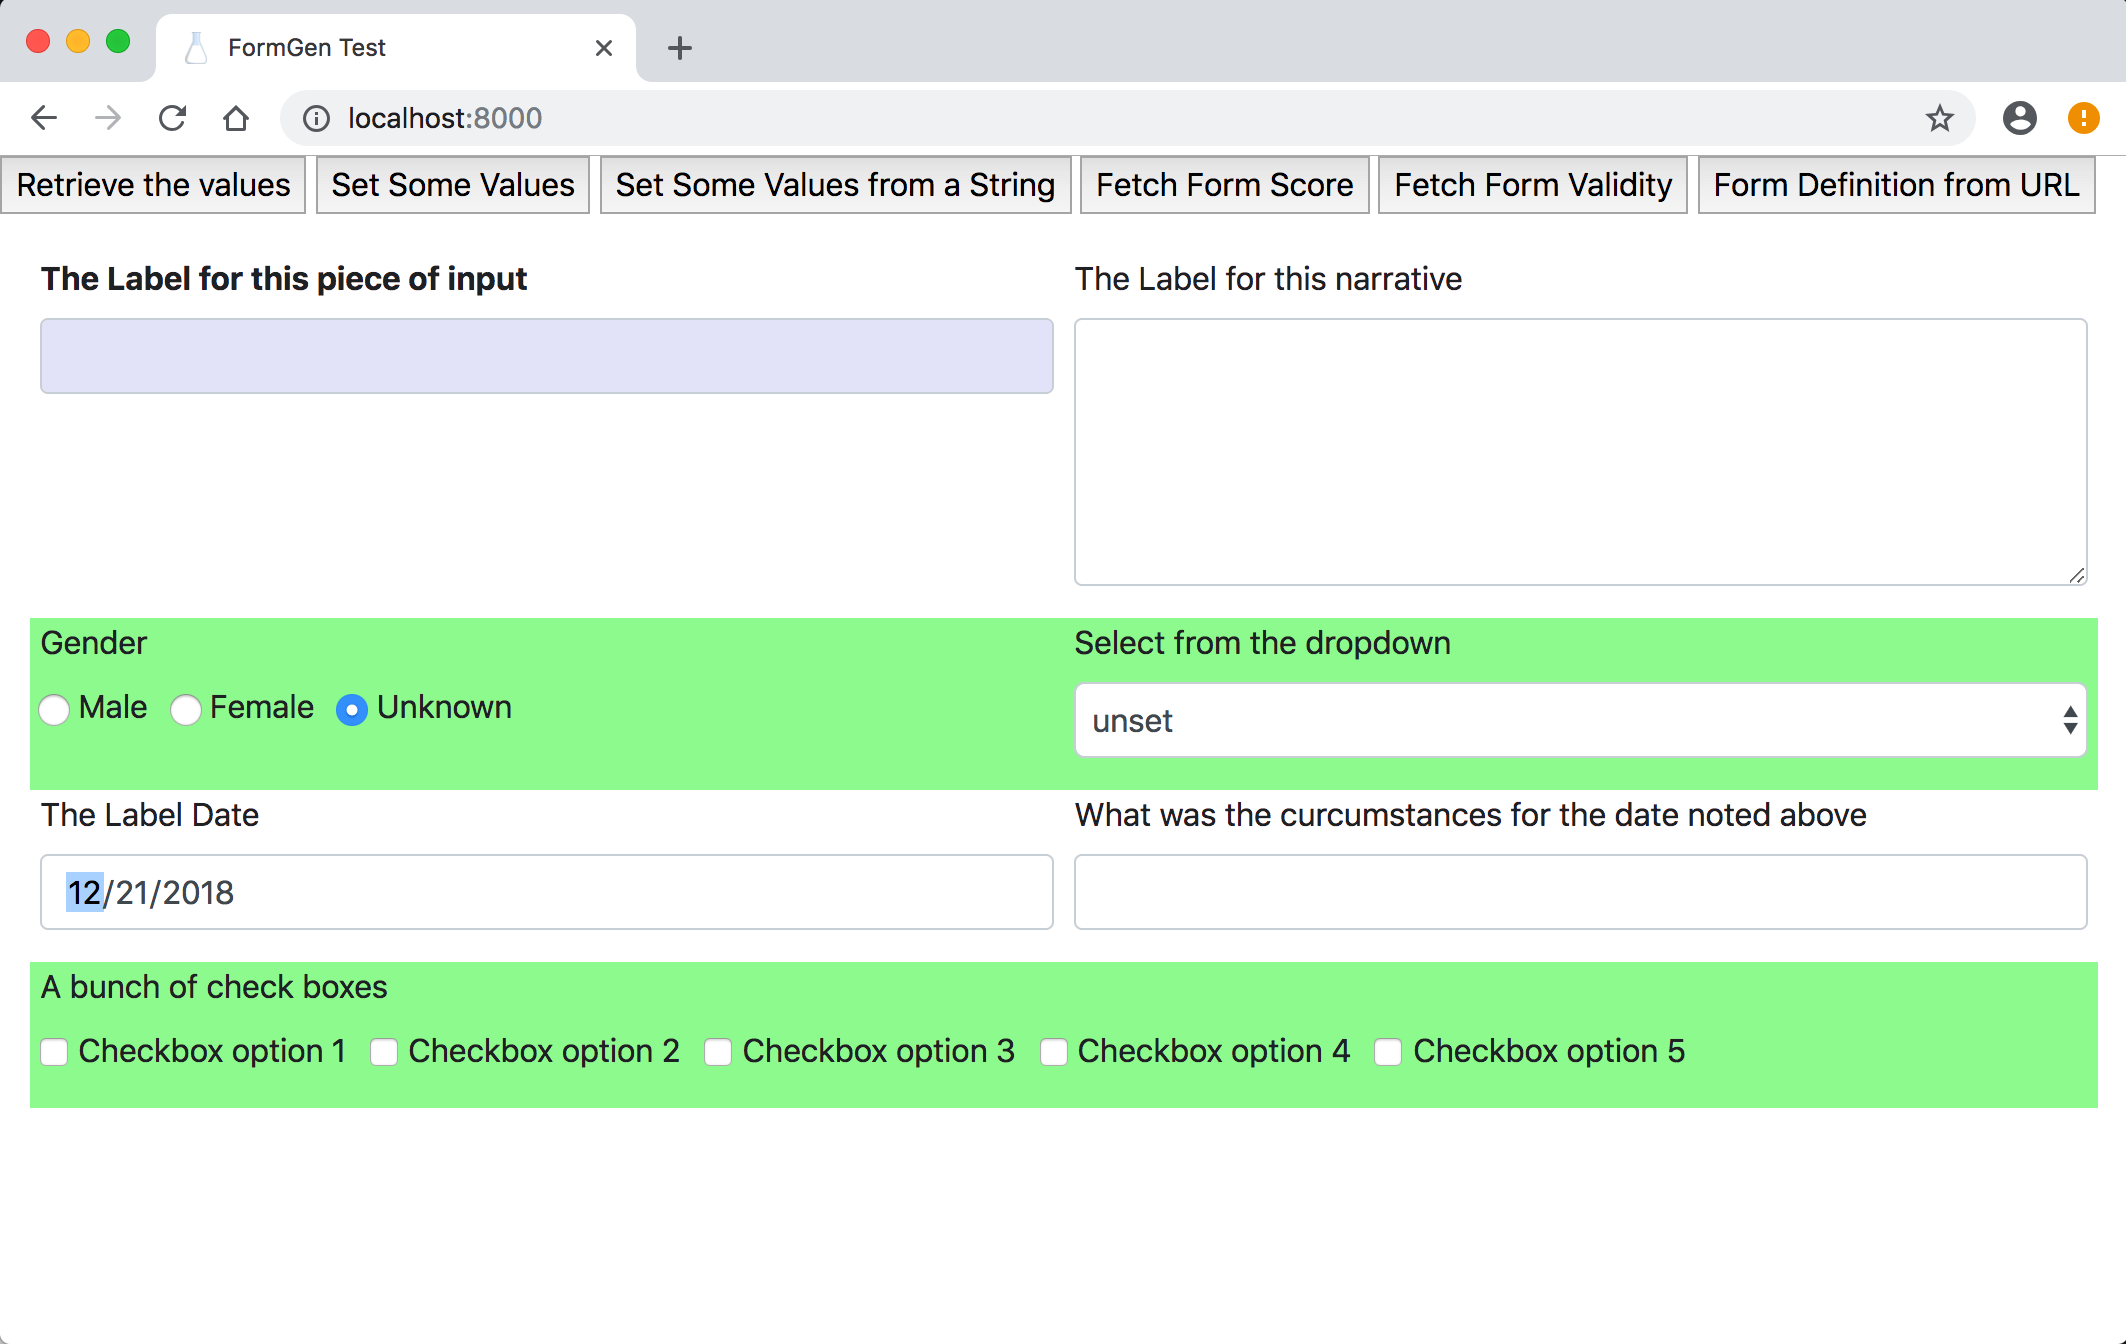 FormGen Test
localhost:8000
Retrieve the values Set Some Values Set Some Values from a String Fetch Form Score Fetch Form Validity Form Definition from URL
The Label for this piece of input The Label for this narrative
Gender Select from the dropdown
Male Female Unknown unset
The Label Date What was the curcumstances for the date noted above
12/21/2018
A bunch of check boxes
Checkbox option 1 Checkbox option 2 Checkbox option 3 Checkbox option 4 Checkbox option 5